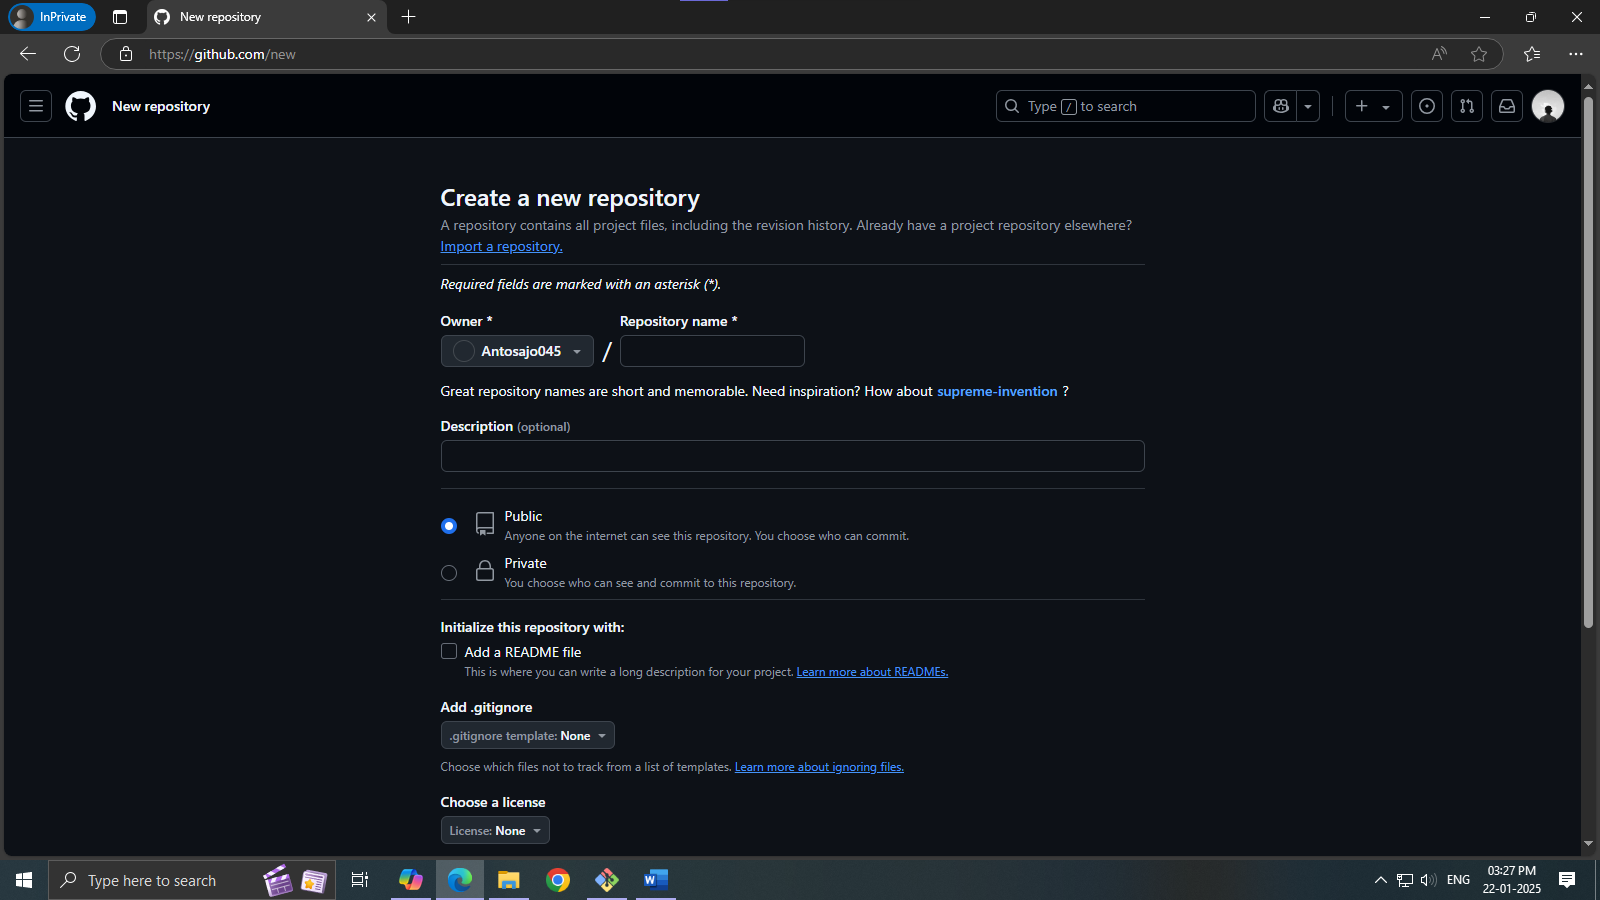 InPrivate
New repository
https://github.com/new
New repository
Type / to search
Create a new repository
A repository contains all project files, including the revision history. Already have a project repository elsewhere?
Import a repository.
Required fields are marked with an asterisk (*).
Owner * Repository name *
Antosajo045 /
Great repository names are short and memorable. Need inspiration? How about supreme-invention ?
Description (optional)
Public
Anyone on the internet can see this repository. You choose who can commit.
Private
You choose who can see and commit to this repository.
Initialize this repository with:
Add a README file
This is where you can write a long description for your project. Learn more about READMEs.
Add .gitignore
.gitignore template: None
Choose which files not to track from a list of templates. Learn more about ignoring files.
Choose a license
License: None
Type here to search
ENG
03:27 PM
22-01-2025